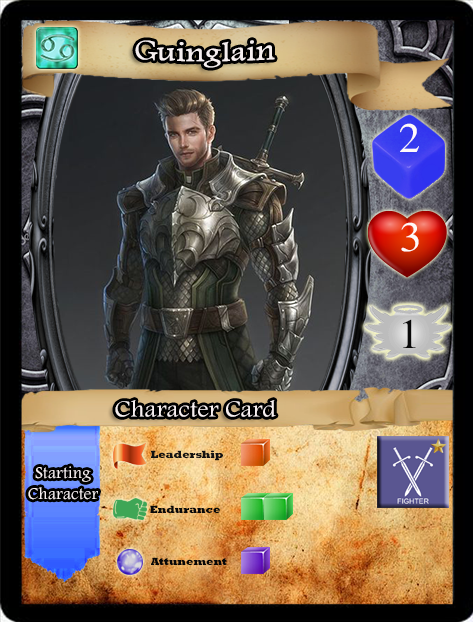 Guinglain
2
3
1
Character Card
Starting
Character
Leadership
Endurance
Attunement
FIGHTER